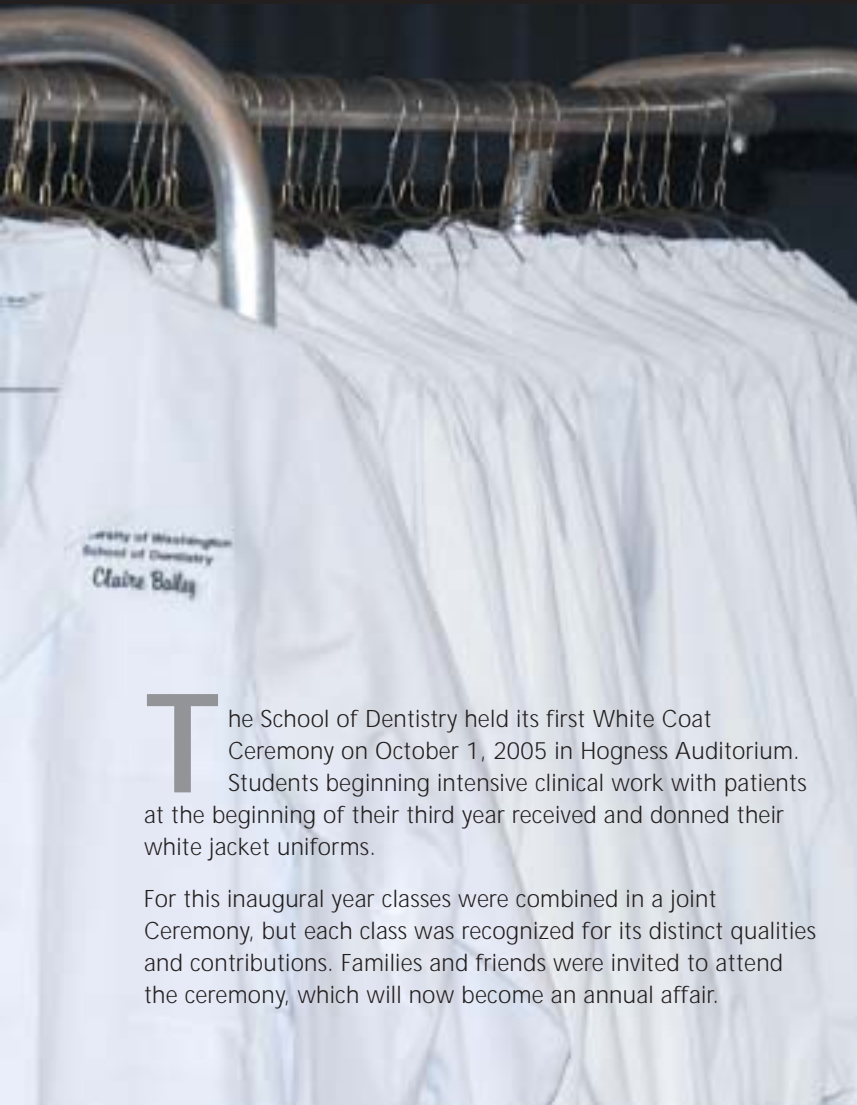 of Washington
School of Dentistry
Claire Bailey
The School of Dentistry held its first White Coat
Ceremony on October 1, 2005 in Hogness Auditorium.
Students beginning intensive clinical work with patients
at the beginning of their third year received and donned their
white jacket uniforms.
For this inaugural year classes were combined in a joint
Ceremony, but each class was recognized for its distinct qualities
and contributions. Families and friends were invited to attend
the ceremony, which will now become an annual affair.